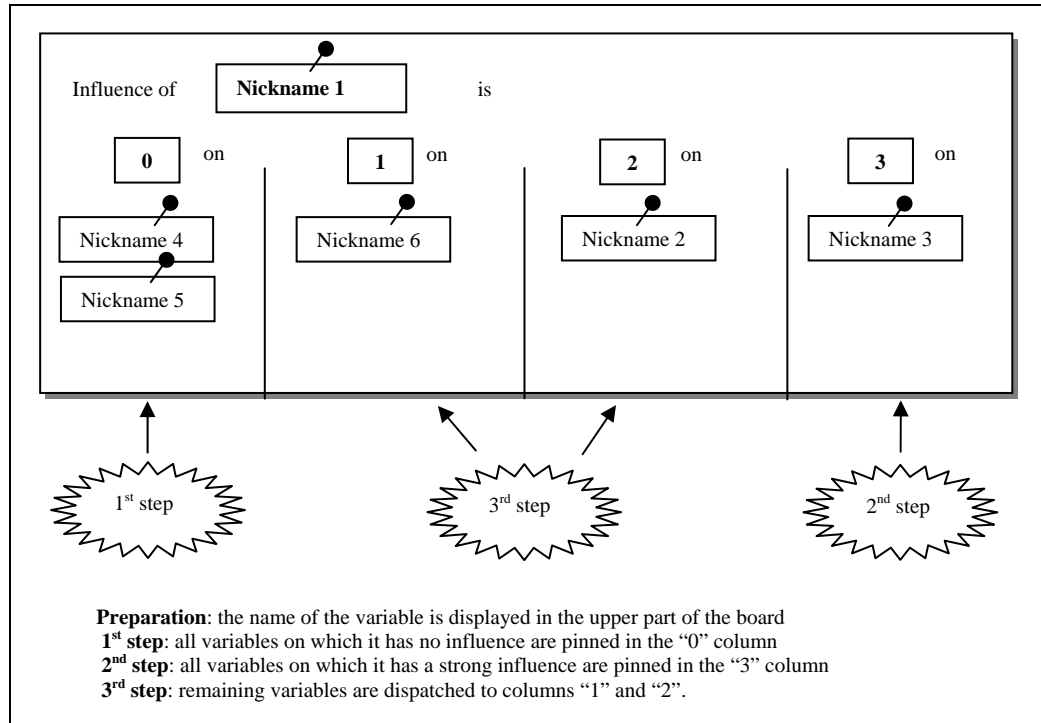 Influence of Nickname 1 is
0 on 1 on 2 on 3 on
Nickname 4 Nickname 6 Nickname 2 Nickname 3
Nickname 5
1st step 3rd step 2nd step
Preparation: the name of the variable is displayed in the upper part of the board
1st step: all variables on which it has no influence are pinned in the “0” column
2nd step: all variables on which it has a strong influence are pinned in the “3” column
3rd step: remaining variables are dispatched to columns “1” and “2”.